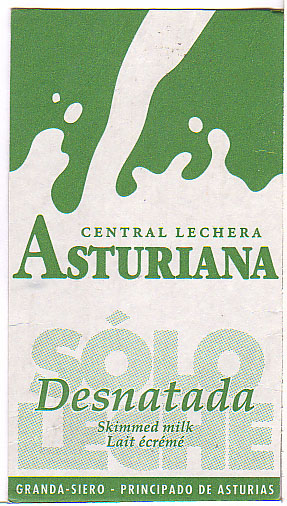 CENTRAL LECHERA
ASTURIANA
SÓLO
Desnatada
LECHE
Skimmed milk
Lait écrémé
GRANDA-SIERO - PRINCIPADO DE ASTURIAS